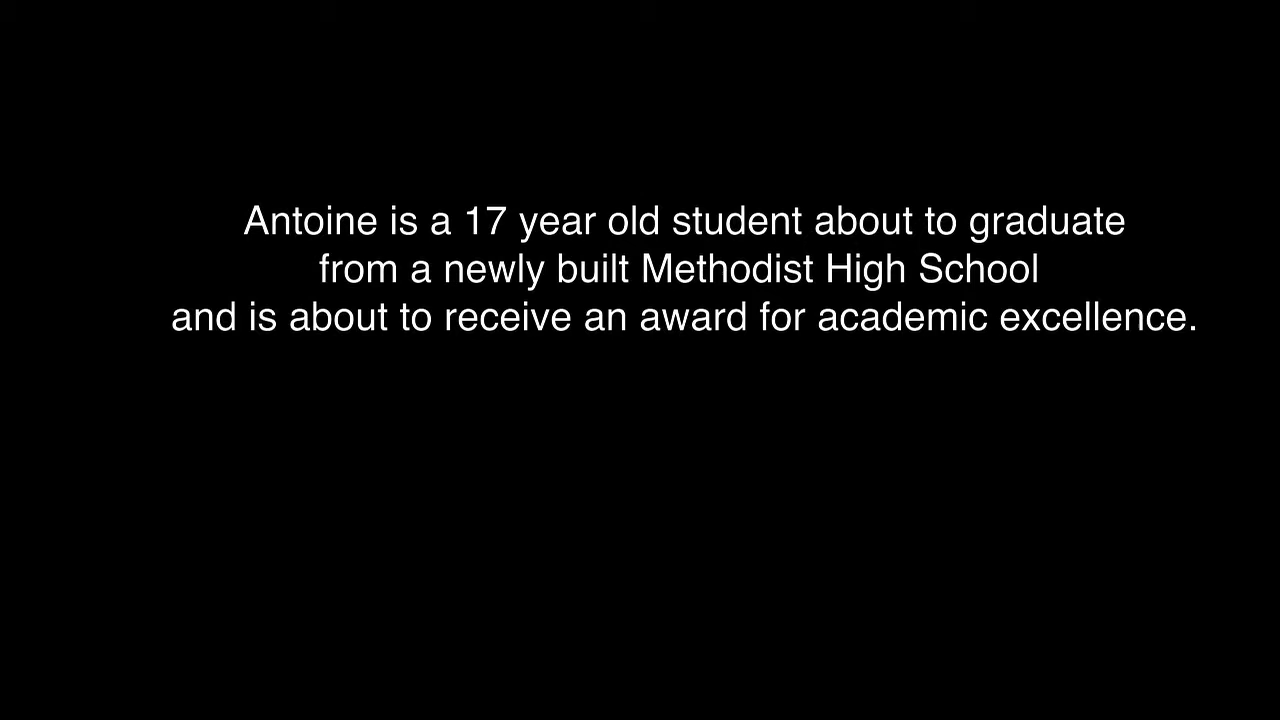 Antoine is a 17 year old student about to graduate
from a newly built Methodist High School
and is about to receive an award for academic excellence.